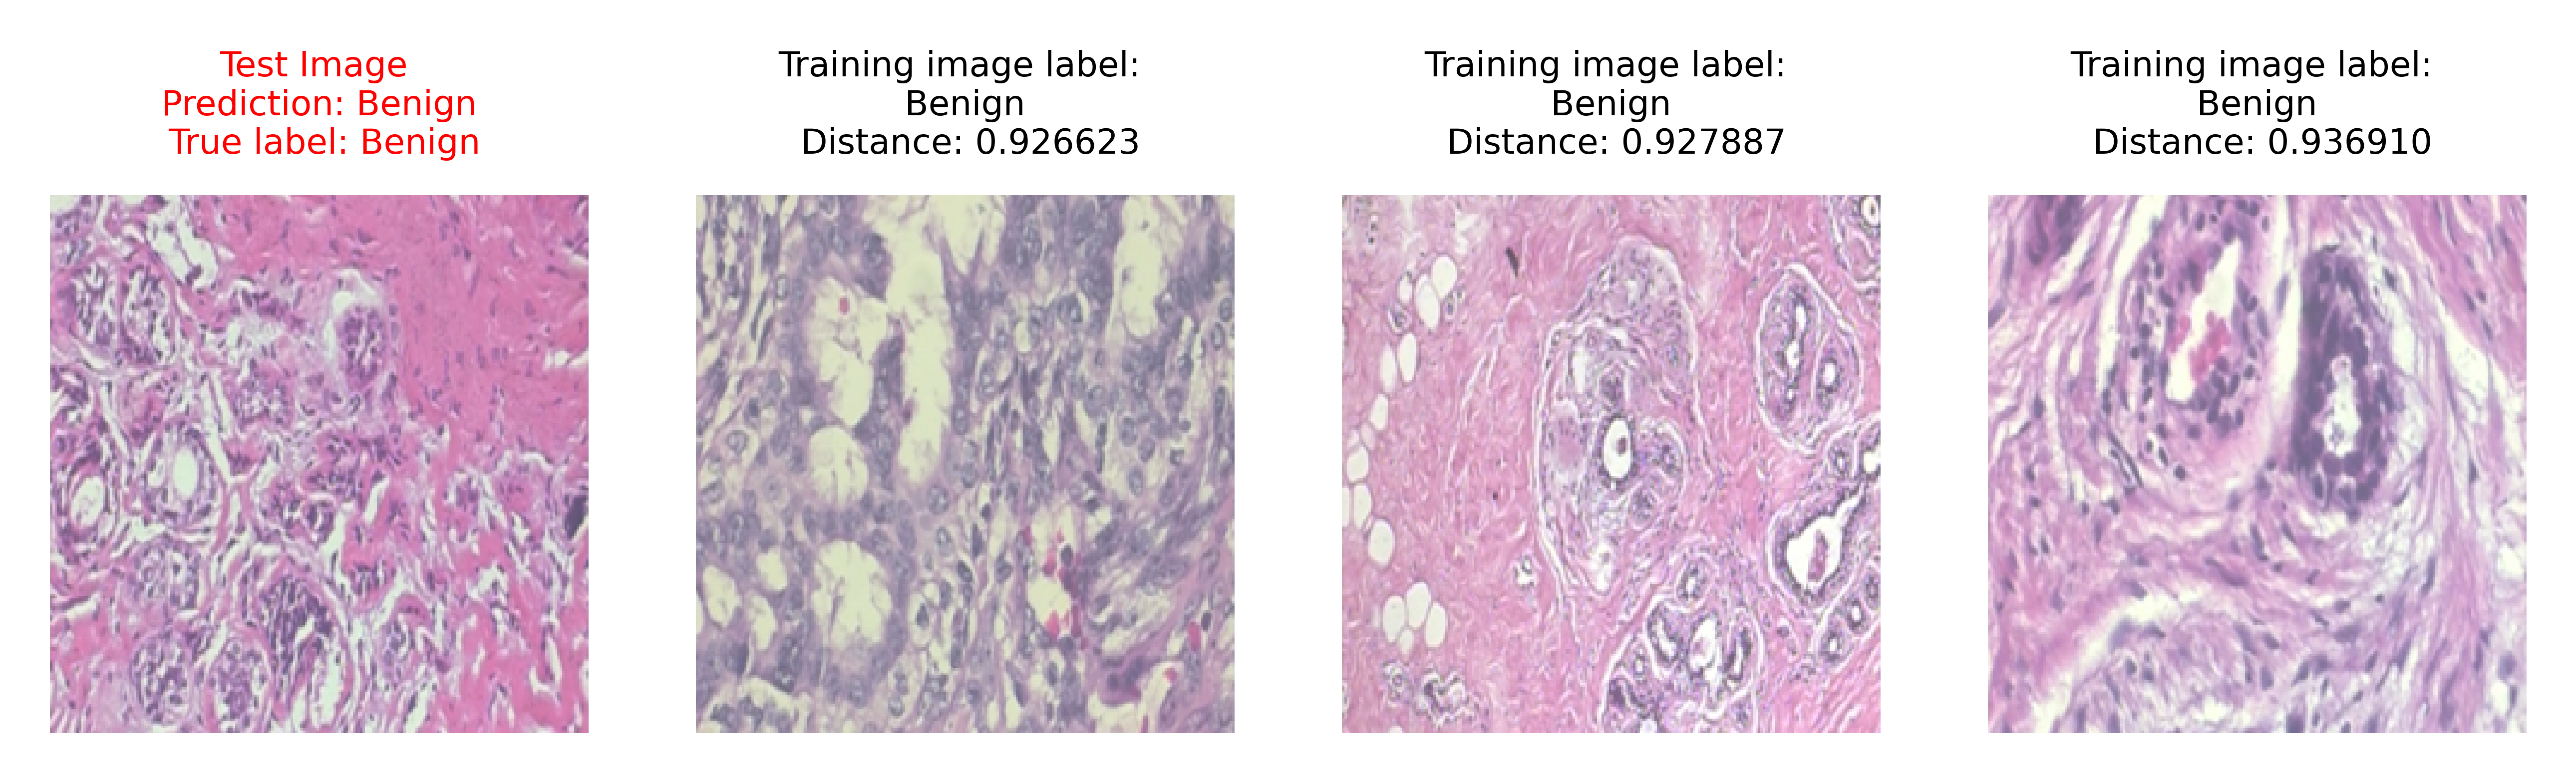 Test Image
Prediction: Benign
True label: Benign
Training image label:
Benign
Distance: 0.926623
Training image label:
Benign
Distance: 0.927887
Training image label:
Benign
Distance: 0.936910